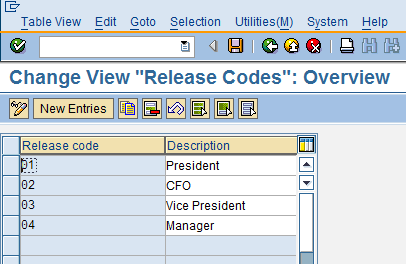 Table View Edit Goto Selection Utilities(M) System Help
Change View "Release Codes": Overview
New Entries
Release code Description
01 President
02 CFO
03 Vice President
04 Manager